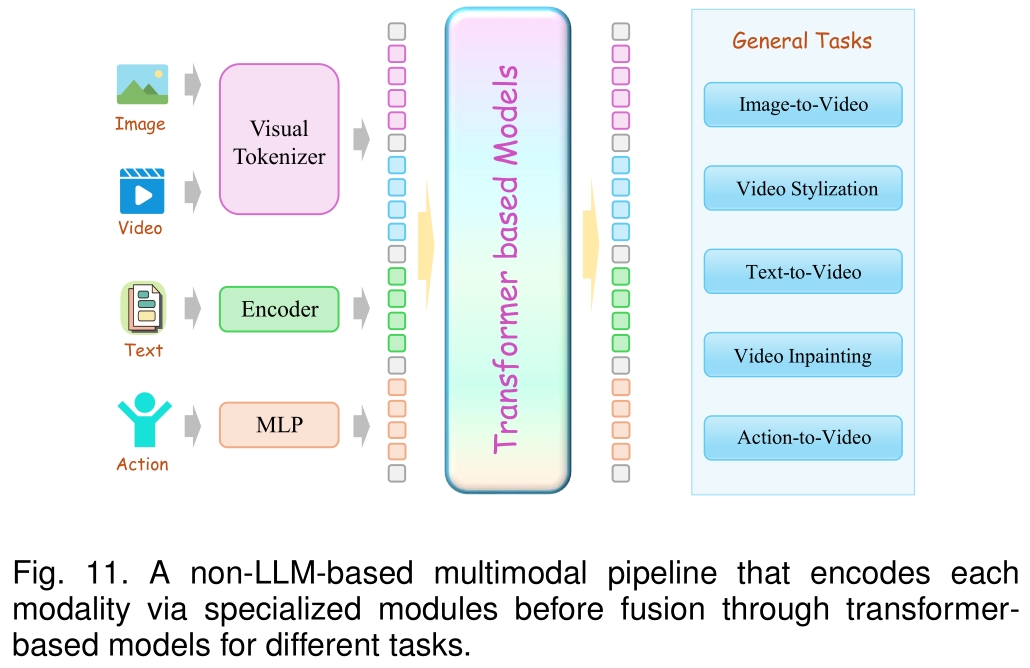 Image
Video
Text
Action
Visual
Tokenizer
Encoder
MLP
Transformer based Models
General Tasks
Image-to-Video
Video Stylization
Text-to-Video
Video Inpainting
Action-to-Video
Fig. 11. A non-LLM-based multimodal pipeline that encodes each
modality via specialized modules before fusion through transformer-
based models for different tasks.